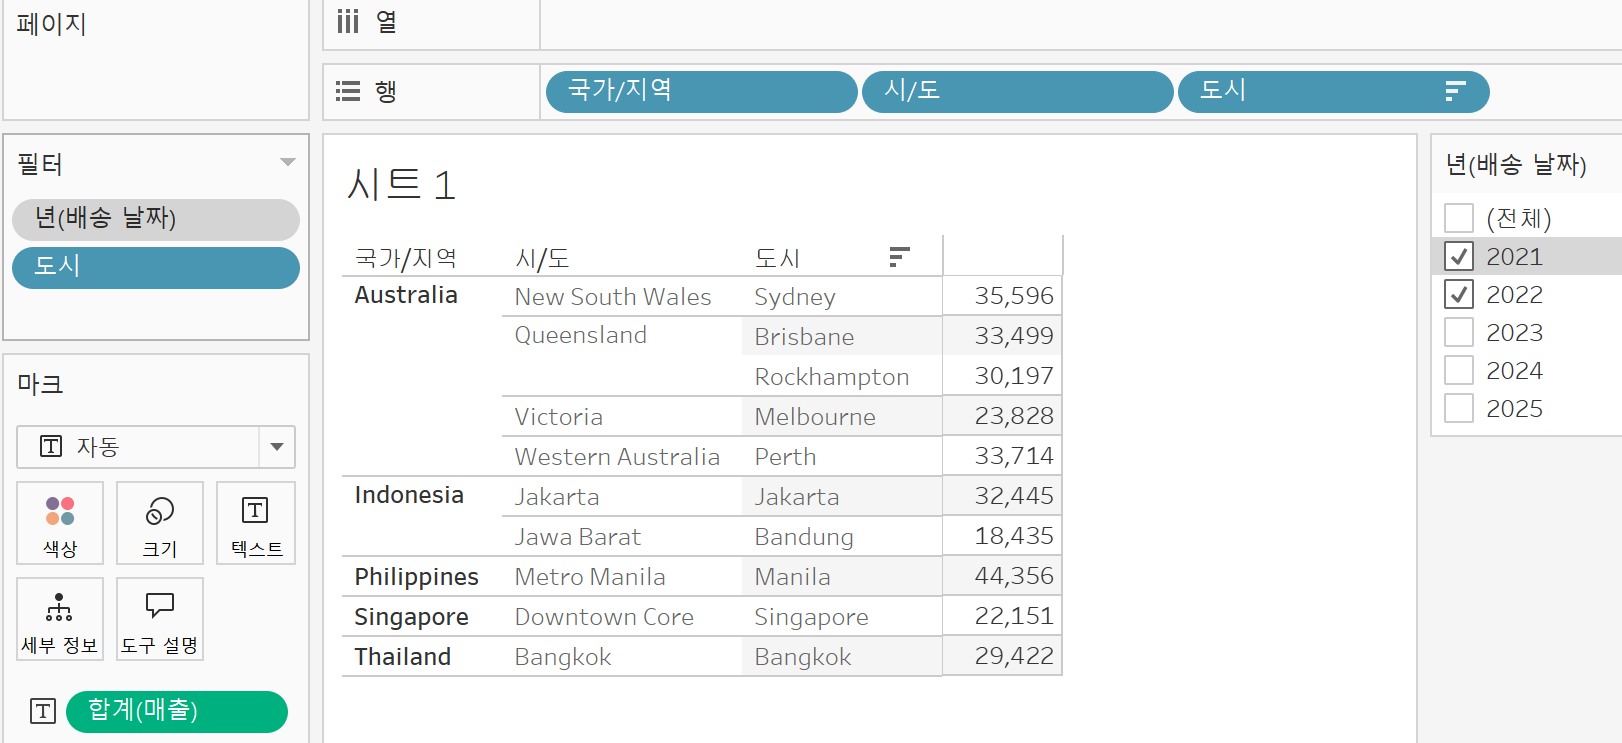 페이지
iii 열
행 국가/지역 시/도 도시
필터
년(배송 날짜)
도시
마크
자동
색상 크기 텍스트
세부 정보 도구 설명
합계(매출)
시트 1
국가/지역 시/도 도시
Australia New South Wales Sydney 35,596
Queensland Brisbane 33,499
Rockhampton 30,197
Victoria Melbourne 23,828
Western Australia Perth 33,714
Indonesia Jakarta Jakarta 32,445
Jawa Barat Bandung 18,435
Philippines Metro Manila Manila 44,356
Singapore Downtown Core Singapore 22,151
Thailand Bangkok Bangkok 29,422
년(배송 날짜)
(전체)
2021
2022
2023
2024
2025